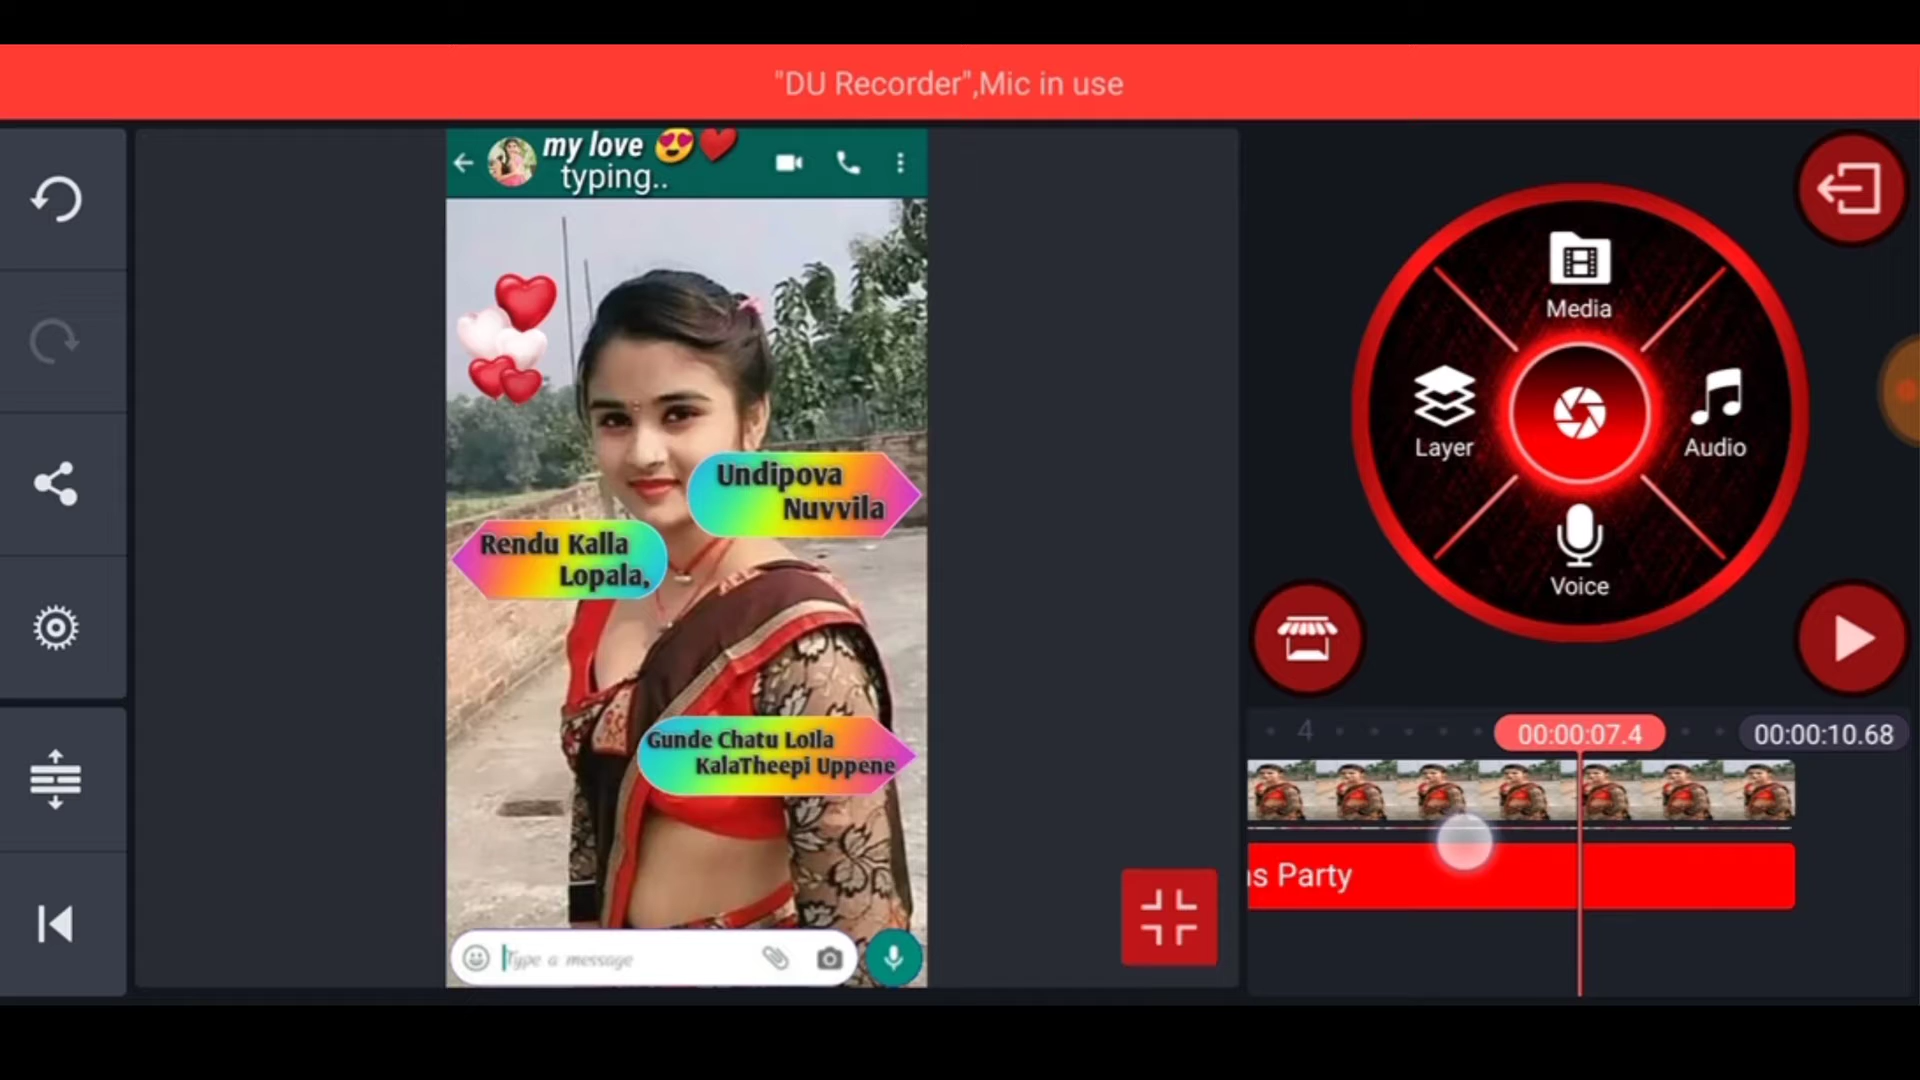 "DU Recorder",Mic in use
my love 😍❤️
typing..
Media
Layer
Audio
Voice
Undipova
Nuvvila
Rendu Kalla
Lopala,
Gunde Chatu Lolla
KalaTheepi Uppene
Type a message
4
00:00:07.4
00:00:10.68
s Party